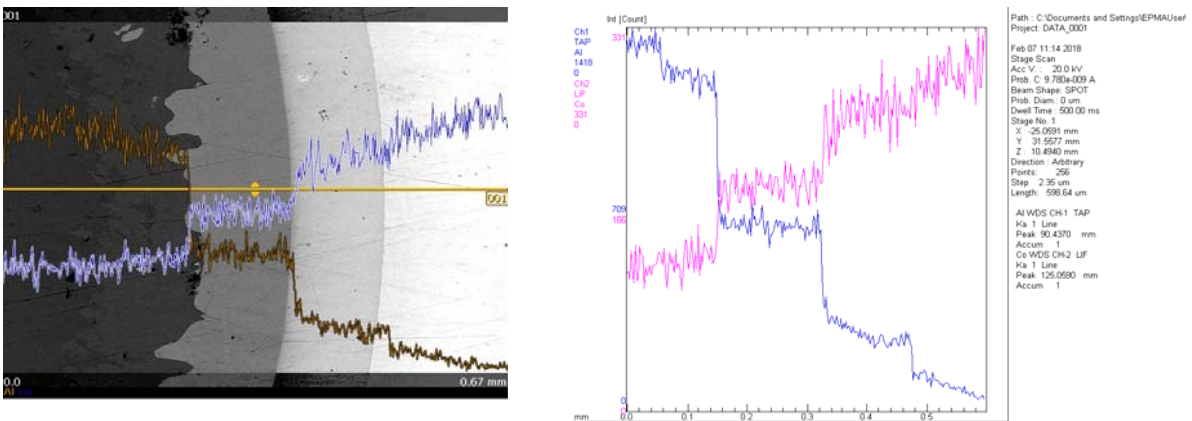 001
001
0.0
0.67 mm
Al
Int [Count]
Ch1
TAP
Al
1418
0
Ch2
LIF
Co
331
0
331
709
166
0
0
mm
0.0 0.1 0.2 0.3 0.4 0.5
Path : C:\Documents and Settings\EPMAUser\
Project: DATA_0001
Feb 07 11:14 2018
Stage Scan
Acc V. : 20.0 kV
Prob. C: 9.780e-009 A
Beam Shape: SPOT
Prob. Diam.: 0 um
Dwell Time : 500.00 ms
Stage No. 1
X : -25.0591 mm
Y : 31.5577 mm
Z : 10.4940 mm
Direction : Arbitrary
Points: 256
Step 2.35 um
Length: 598.64 um
Al WDS CH-1 TAP
Ka 1 Line
Peak 90.4370 mm
Accum 1
Co WDS CH-2 LIF
Ka 1 Line
Peak 125.0590 mm
Accum 1